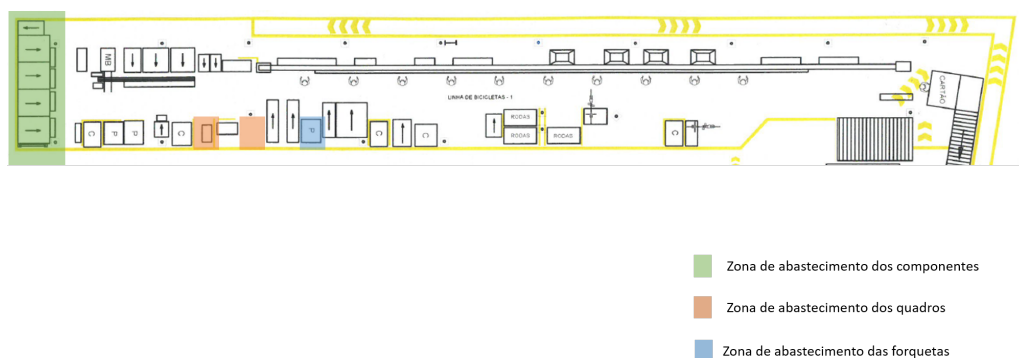 MB
CARTÃO
LINHA DE BICICLETAS - 1
C
P
P
C
P
C
C
RODAS
RODAS
RODAS
C
Zona de abastecimento dos componentes
Zona de abastecimento dos quadros
Zona de abastecimento das forquetas